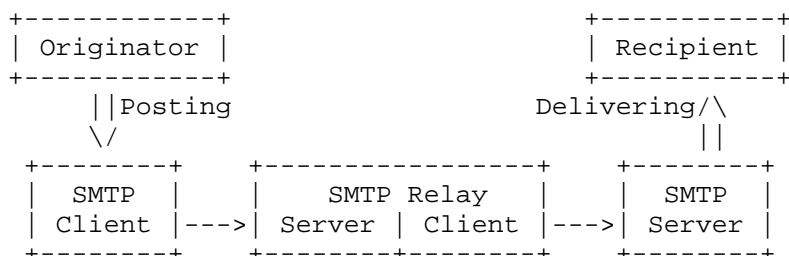 +------------+                       +-----------+
| Originator |                       | Recipient |
+------------+                       +-----------+
     ||Posting                   Delivering/\
     \/                                    ||
 +--------+    +-----------------+    +--------+
 |  SMTP  |    |    SMTP Relay   |    |  SMTP  |
 | Client |--->| Server | Client |--->| Server |
 +--------+    +--------+--------+    +--------+